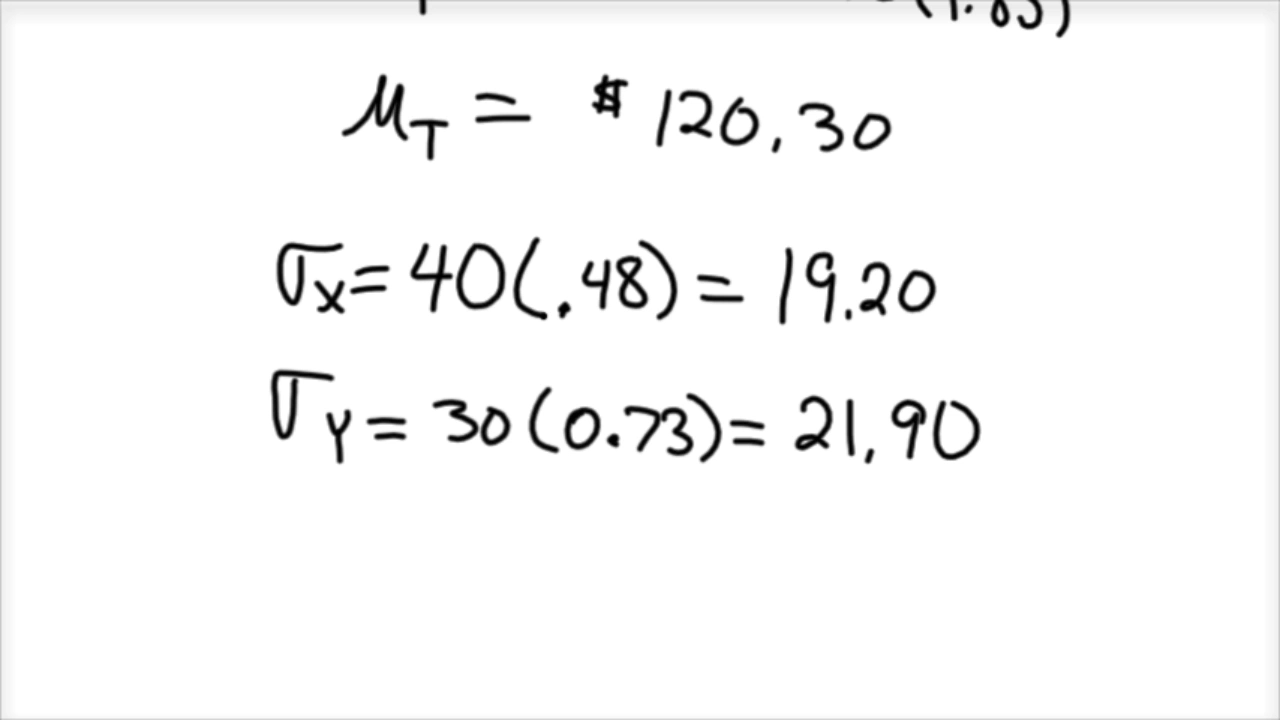 μT = $120.30
σx = 40(.48) = 19.20
σy = 30(0.73) = 21.90